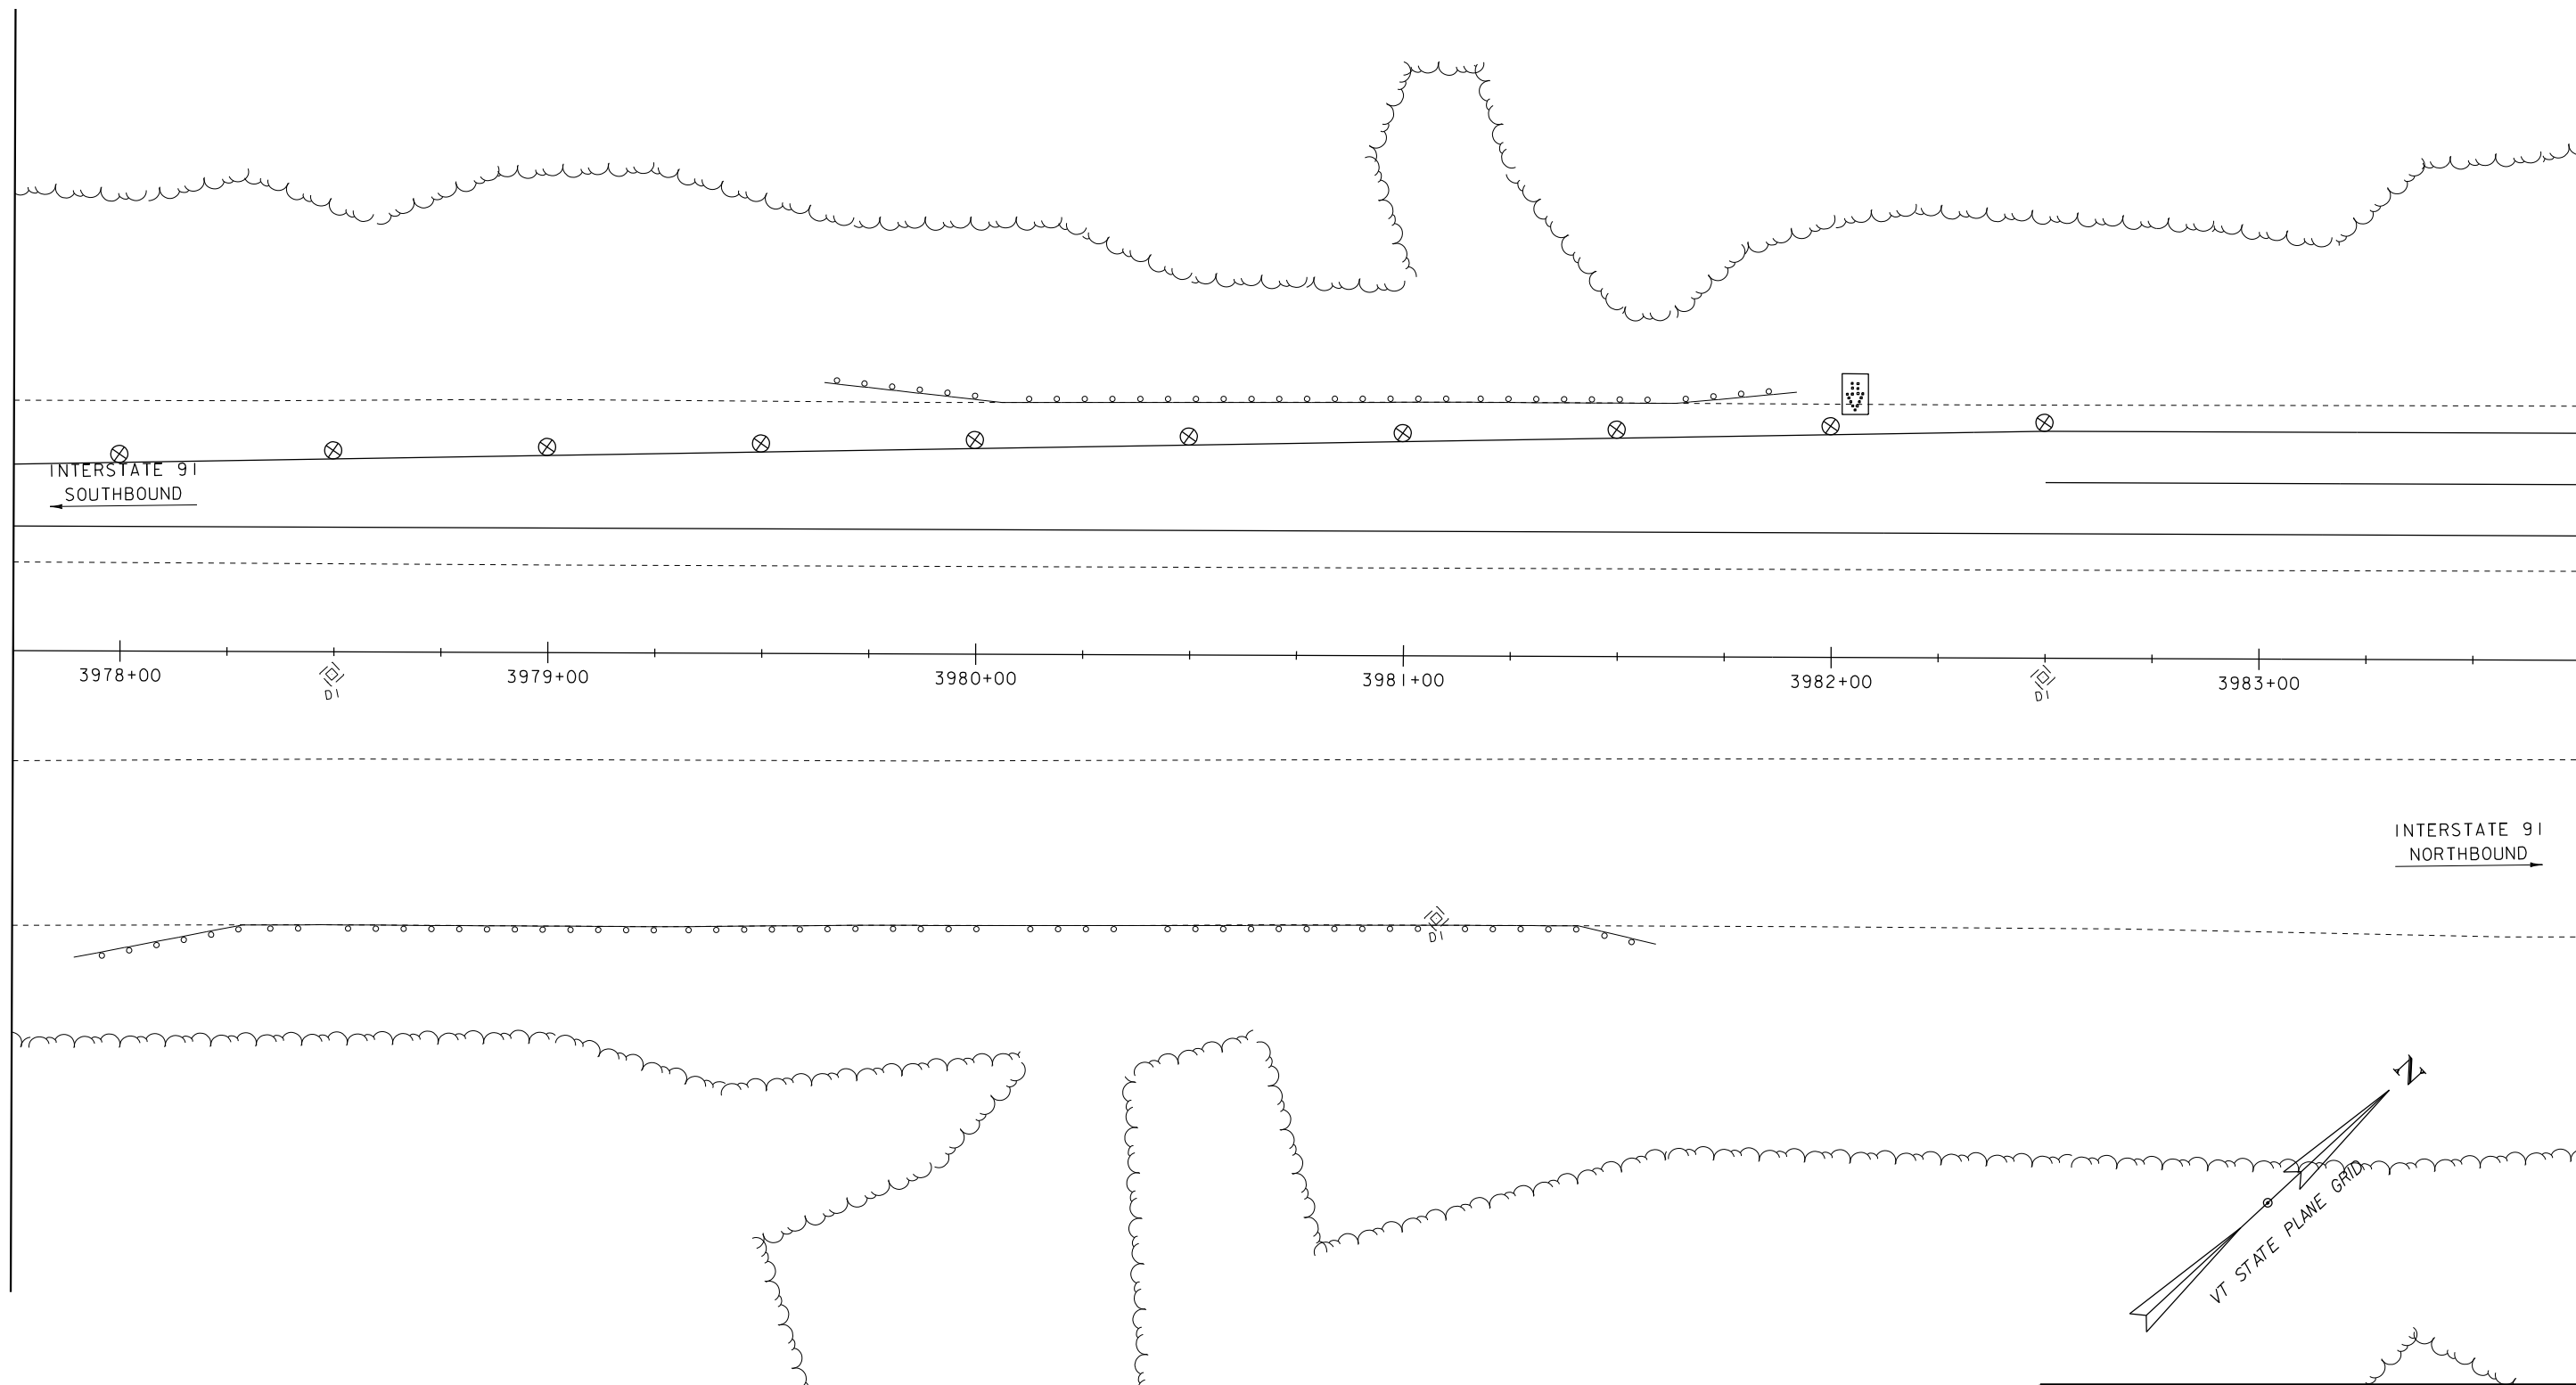 INTERSTATE 91
SOUTHBOUND
3978+00
3979+00
3980+00
3981+00
3982+00
3983+00
DI
DI
INTERSTATE 91
NORTHBOUND
DI
N
VT STATE PLANE GRID